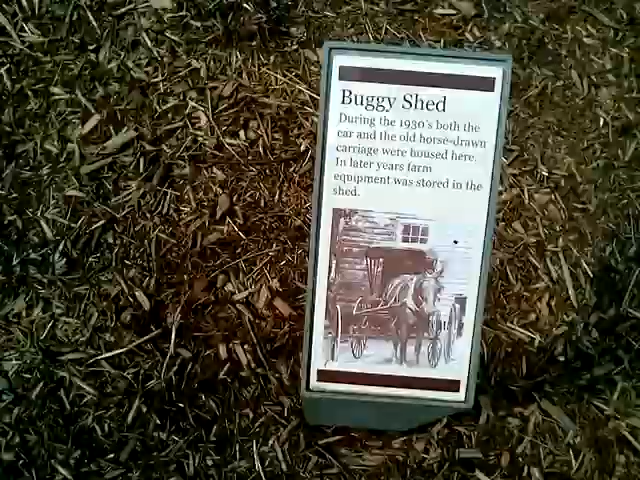 Buggy Shed
During the 1930's both the
car and the old horse-drawn
carriage were housed here.
In later years farm
equipment was stored in the
shed.